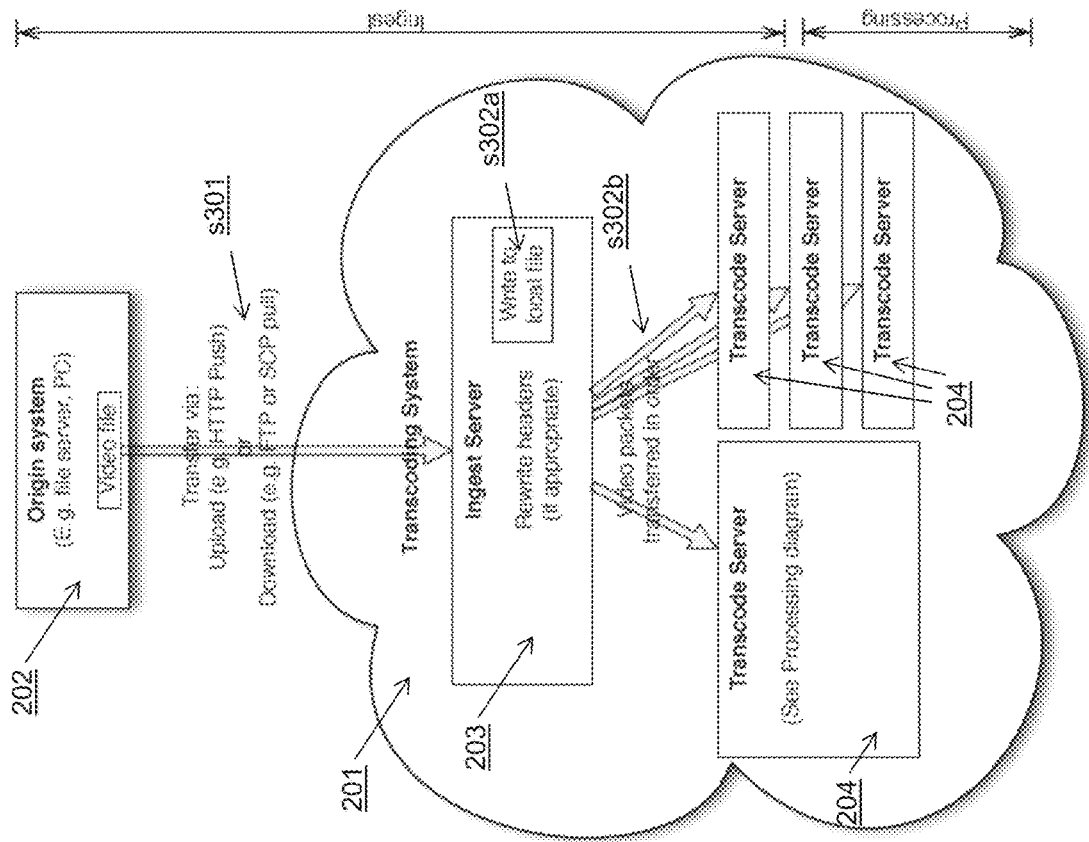 Ingest
Processing
202
Origin system
(E.g. file server, PC)
Video file
s301
Transfer via:
Upload (e.g. HTTP Push)
or
Download (e.g. FTP or SCP pull)
201
Transcoding System
203
Ingest Server
Rewrite headers
(if appropriate)
Write to
local file
s302a
s302b
Video packets
transferred in cluster
Transcode Server
(See Processing diagram)
204
Transcode Server
Transcode Server
Transcode Server
204